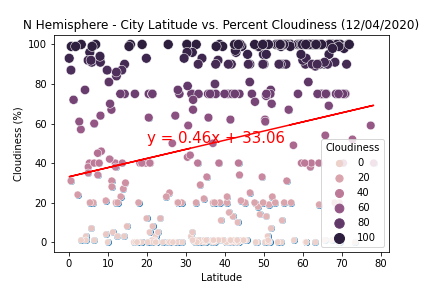 N Hemisphere - City Latitude vs. Percent Cloudiness (12/04/2020)
100
80
60
40
20
0
Cloudiness (%)
y = 0.46x + 33.06
Cloudiness
0
20
40
60
80
100
0 10 20 30 40 50 60 70 80
Latitude